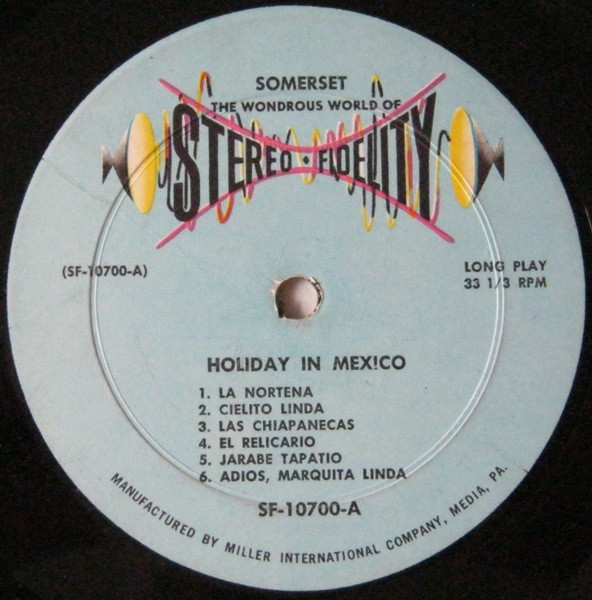 SOMERSET
THE WONDROUS WORLD OF
STEREO • FIDELITY
(SF-10700-A)
LONG PLAY
33 1/3 RPM
HOLIDAY IN MEX!CO
1. LA NORTENA
2. CIELITO LINDA
3. LAS CHIAPANECAS
4. EL RELICARIO
5. JARABE TAPATIO
6. ADIOS, MARQUITA LINDA
SF-10700-A
MANUFACTURED BY MILLER INTERNATIONAL COMPANY, MEDIA, PA.